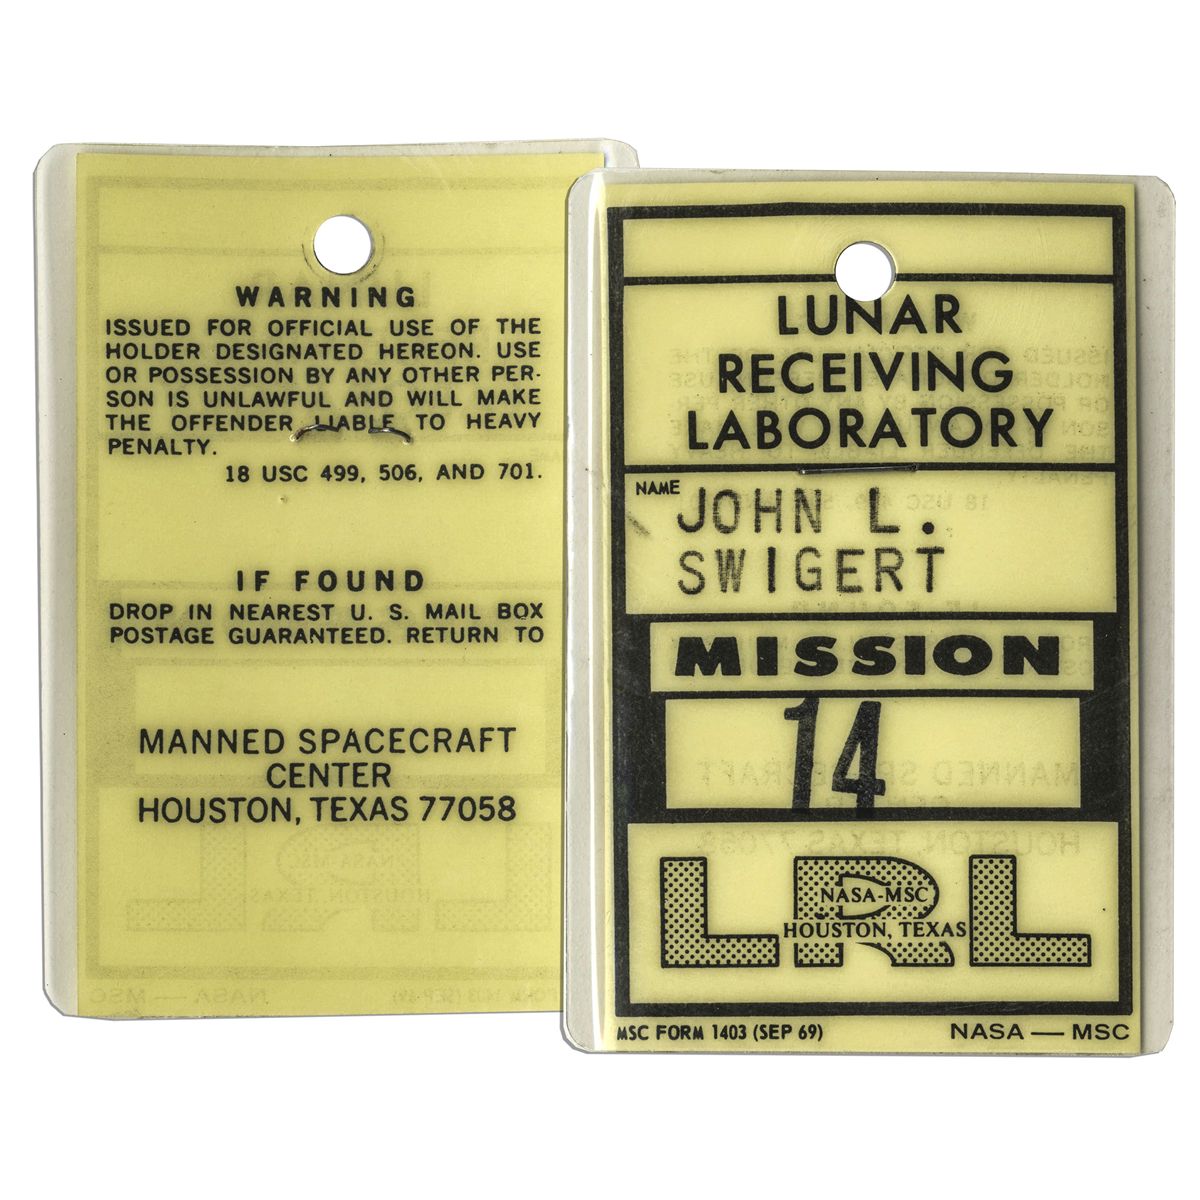 WARNING
ISSUED FOR OFFICIAL USE OF THE
HOLDER DESIGNATED HEREON. USE
OR POSSESSION BY ANY OTHER PER-
SON IS UNLAWFUL AND WILL MAKE
THE OFFENDER LIABLE TO HEAVY
PENALTY.
18 USC 499, 506, AND 701.
IF FOUND
DROP IN NEAREST U. S. MAIL BOX
POSTAGE GUARANTEED. RETURN TO
MANNED SPACECRAFT
CENTER
HOUSTON, TEXAS 77058
LUNAR
RECEIVING
LABORATORY
NAME
JOHN L.
SWIGERT
MISSION
14
LRL
NASA-MSC
HOUSTON, TEXAS
MSC FORM 1403 (SEP 69) NASA — MSC